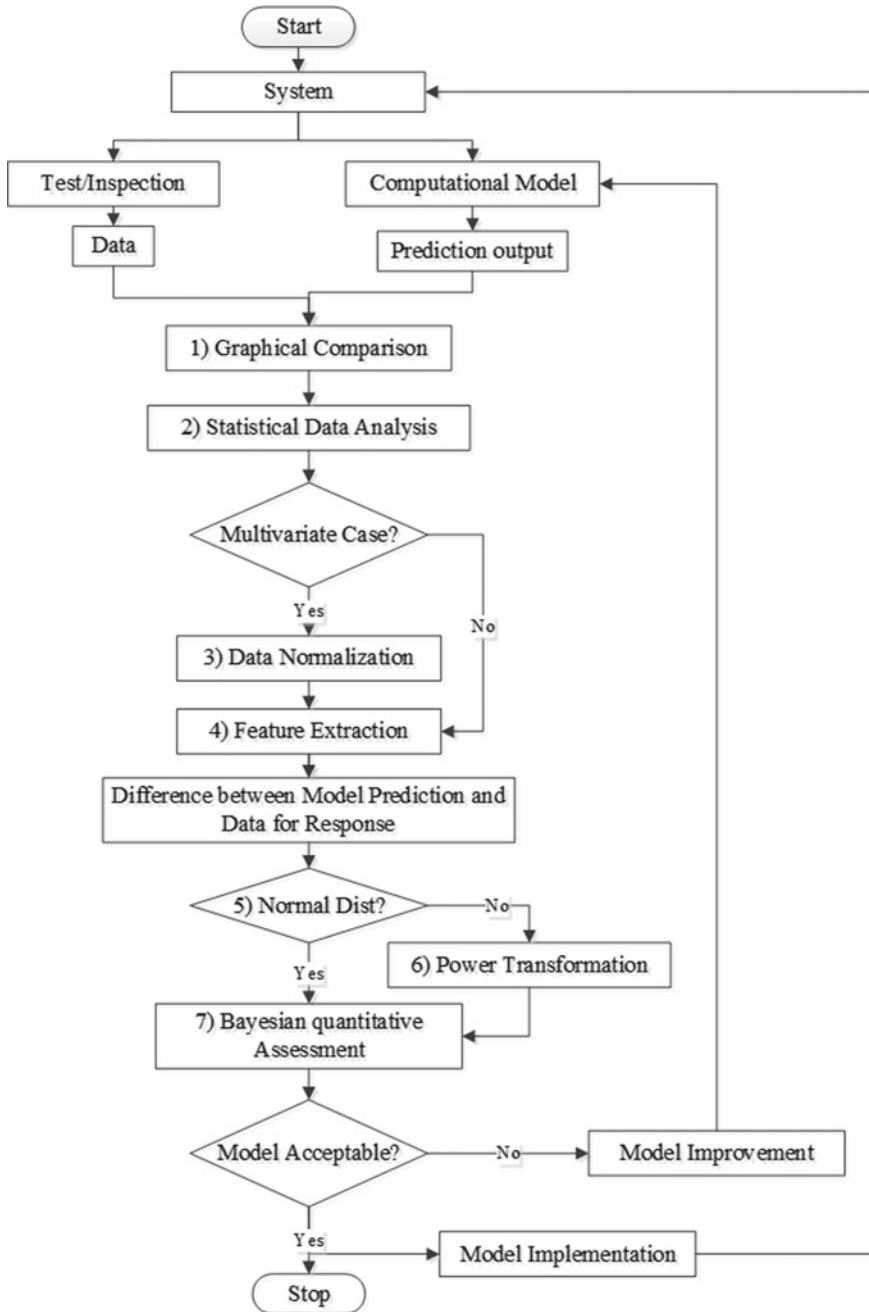 Start
System
Test/Inspection
Computational Model
Data
Prediction output
1) Graphical Comparison
2) Statistical Data Analysis
Multivariate Case?
Yes
No
3) Data Normalization
4) Feature Extraction
Difference between Model Prediction and
Data for Response
5) Normal Dist?
No
6) Power Transformation
Yes
7) Bayesian quantitative
Assessment
Model Acceptable?
No
Model Improvement
Yes
Model Implementation
Stop